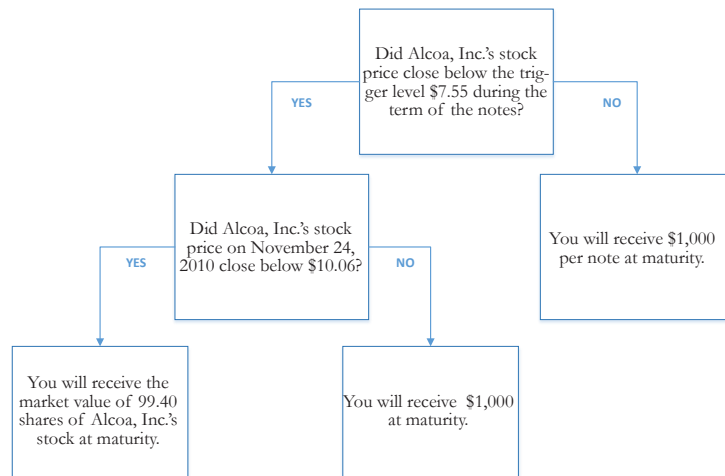 Did Alcoa, Inc.'s stock
price close below the trig-
ger level $7.55 during the
term of the notes?
YES
NO
Did Alcoa, Inc.'s stock
price on November 24,
2010 close below $10.06?
You will receive $1,000
per note at maturity.
YES
NO
You will receive the
market value of 99.40
shares of Alcoa, Inc.'s
stock at maturity.
You will receive $1,000
at maturity.